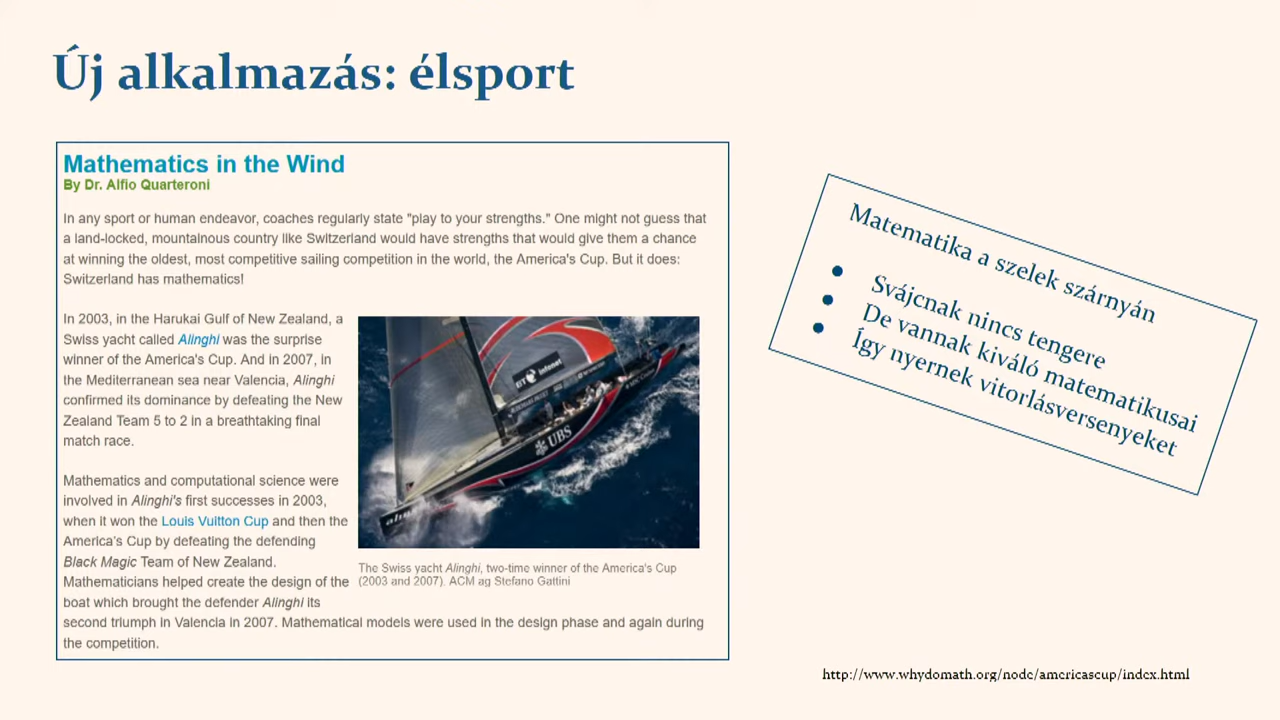 Új alkalmazás: élsport
Mathematics in the Wind
By Dr. Alfio Quarteroni
In any sport or human endeavor, coaches regularly state "play to your strengths." One might not guess that
a land-locked, mountainous country like Switzerland would have strengths that would give them a chance
at winning the oldest, most competitive sailing competition in the world, the America's Cup. But it does:
Switzerland has mathematics!
In 2003, in the Harukai Gulf of New Zealand, a
Swiss yacht called Alinghi was the surprise
winner of the America's Cup. And in 2007, in
the Mediterranean sea near Valencia, Alinghi
confirmed its dominance by defeating the New
Zealand Team 5 to 2 in a breathtaking final
match race.
Mathematics and computational science were
involved in Alinghi's first successes in 2003,
when it won the Louis Vuitton Cup and then the
America's Cup by defeating the defending
Black Magic Team of New Zealand.
Mathematicians helped create the design of the
boat which brought the defender Alinghi its
second triumph in Valencia in 2007. Mathematical models were used in the design phase and again during
the competition.
BT infonet
UBS
The Swiss yacht Alinghi, two-time winner of the America's Cup
(2003 and 2007). ACM ag Stefano Gattini
Matematika a szelek szárnyán
• Svájcnak nincs tengere
• De vannak kiváló matematikusai
• Így nyernek vitorlásversenyeket
http://www.whydomath.org/node/americascup/index.html